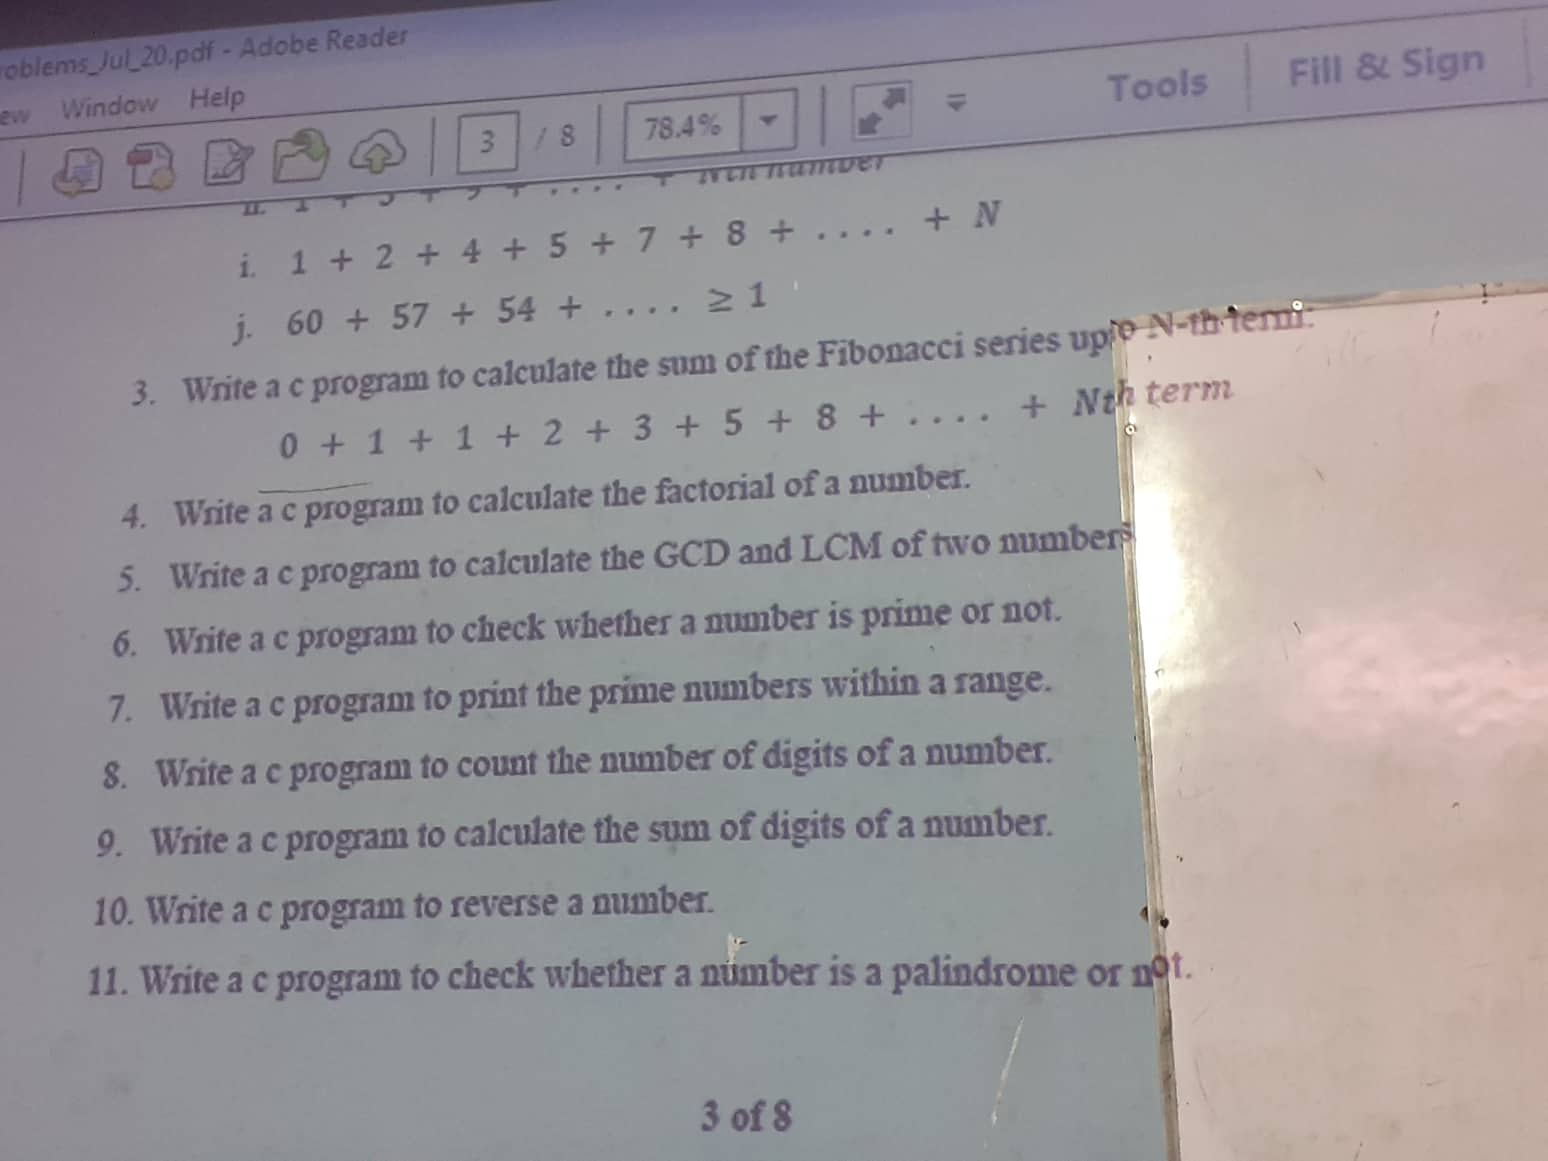 roblems_Jul_20.pdf - Adobe Reader
ew Window Help
3 / 8 78.4% Tools Fill & Sign
+ .... + Nth number
i. 1 + 2 + 4 + 5 + 7 + 8 + .... + N
j. 60 + 57 + 54 + .... ≥ 1
3. Write a c program to calculate the sum of the Fibonacci series upto N-th term.
0 + 1 + 1 + 2 + 3 + 5 + 8 + .... + Nth term
4. Write a c program to calculate the factorial of a number.
5. Write a c program to calculate the GCD and LCM of two numbers
6. Write a c program to check whether a number is prime or not.
7. Write a c program to print the prime numbers within a range.
8. Write a c program to count the number of digits of a number.
9. Write a c program to calculate the sum of digits of a number.
10. Write a c program to reverse a number.
11. Write a c program to check whether a number is a palindrome or not.
3 of 8